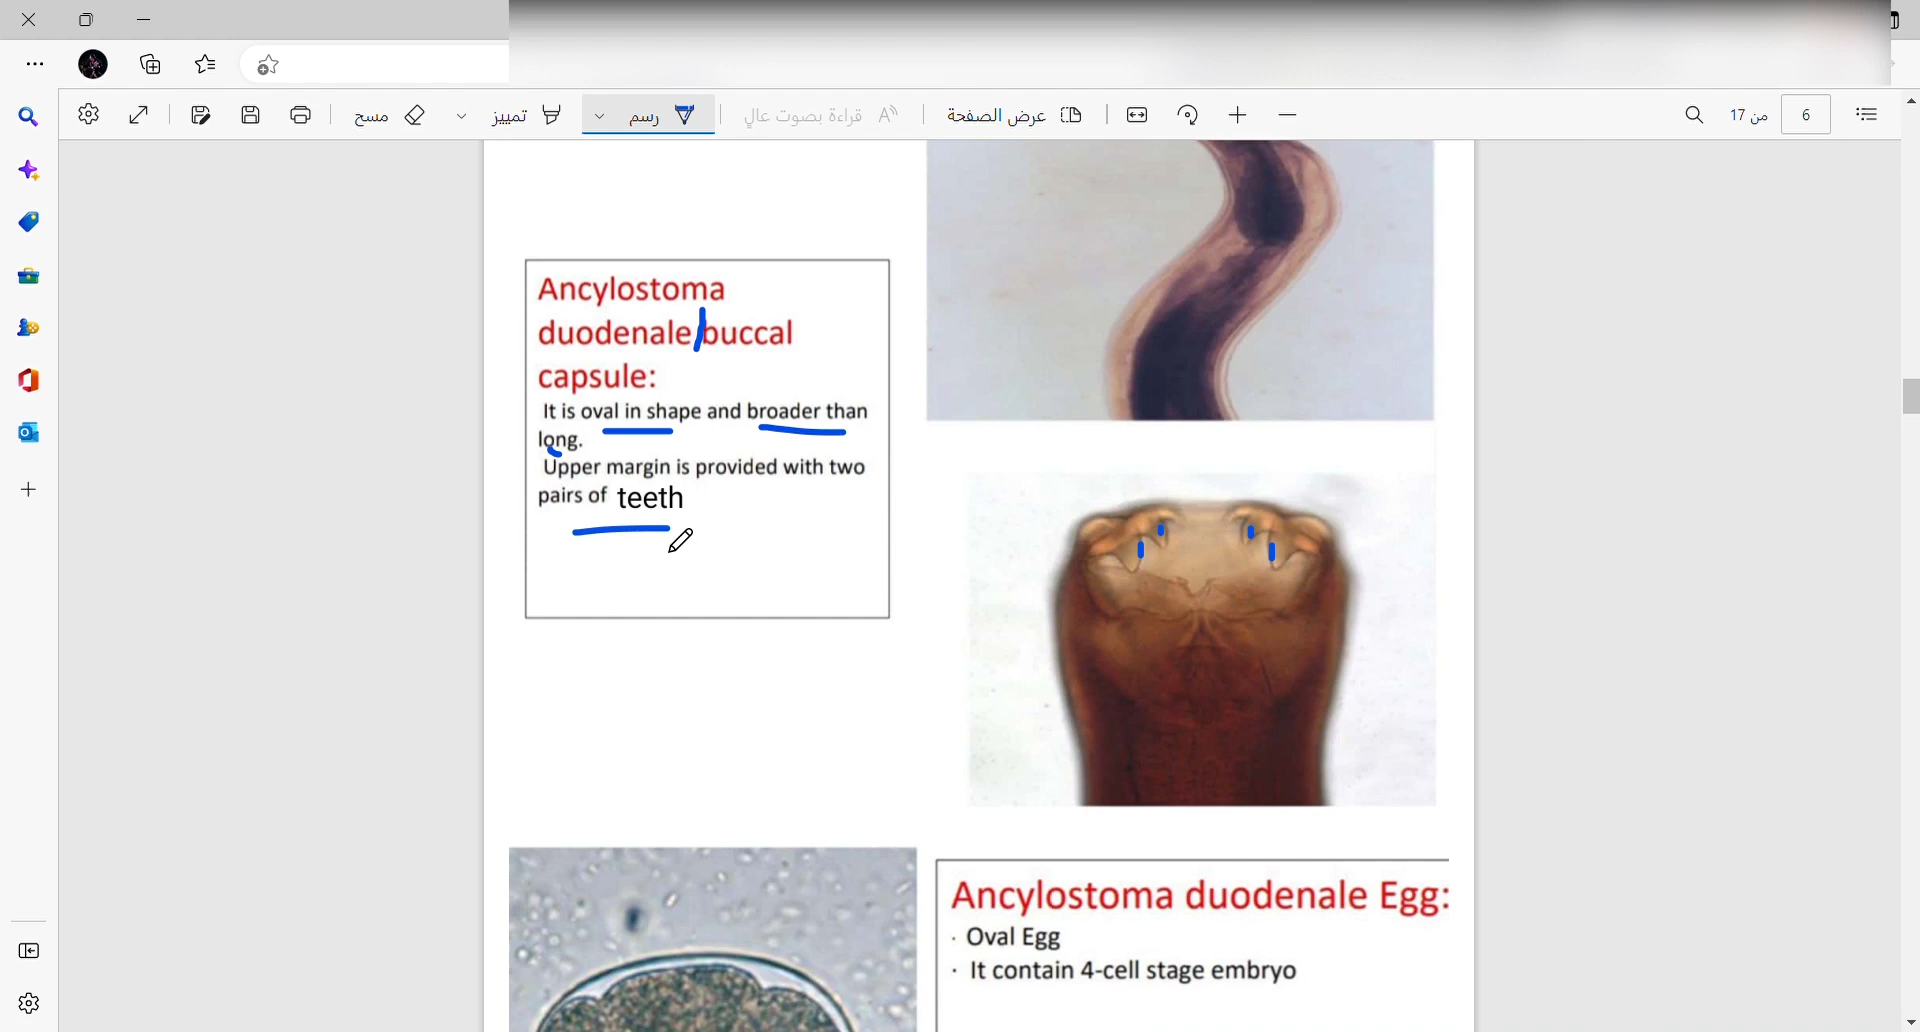 مسح
تمييز
رسم
قراءة بصوت عالٍ
عرض الصفحة
من 17
6
Ancylostoma
duodenale buccal
capsule:
It is oval in shape and broader than
long.
Upper margin is provided with two
pairs of teeth
Ancylostoma duodenale Egg:
· Oval Egg
· It contain 4-cell stage embryo